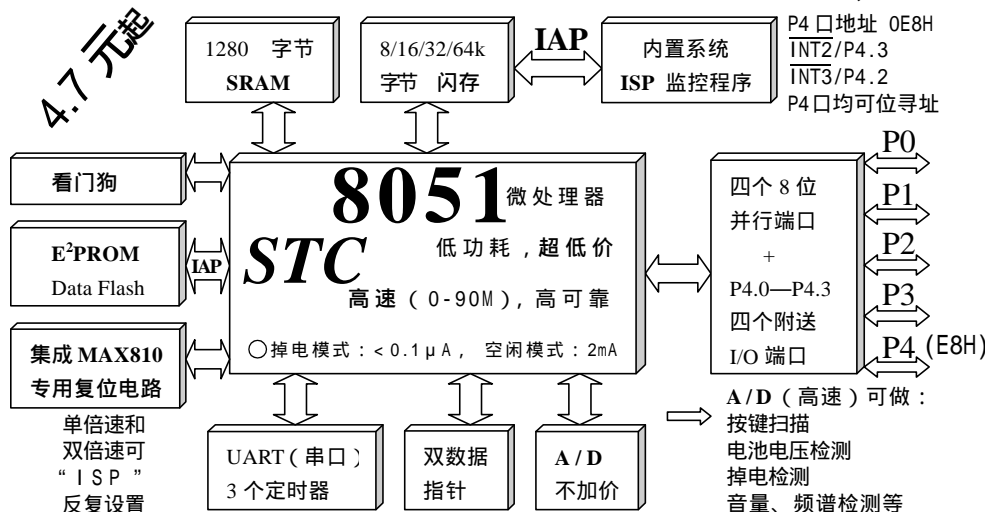 4.7 元起
1280 字节
SRAM
8/16/32/64k
字节 闪存
IAP
内置系统
ISP 监控程序
P4 口地址 0E8H
INT2/P4.3
INT3/P4.2
P4口均可位寻址
看门狗
E²PROM
Data Flash
IAP
集成 MAX810
专用复位电路
单倍速和
双倍速可
“ISP”
反复设置
8051 微处理器
STC 低功耗,超低价
高速(0-90M),高可靠
○掉电模式:<0.1μA, 空闲模式:2mA
四个 8 位
并行端口
+
P4.0—P4.3
四个附送
I/O 端口
P0
P1
P2
P3
P4 (E8H)
UART(串口)
3 个定时器
双数据
指针
A/D
不加价
A/D(高速)可做:
按键扫描
电池电压检测
掉电检测
音量、频谱检测等